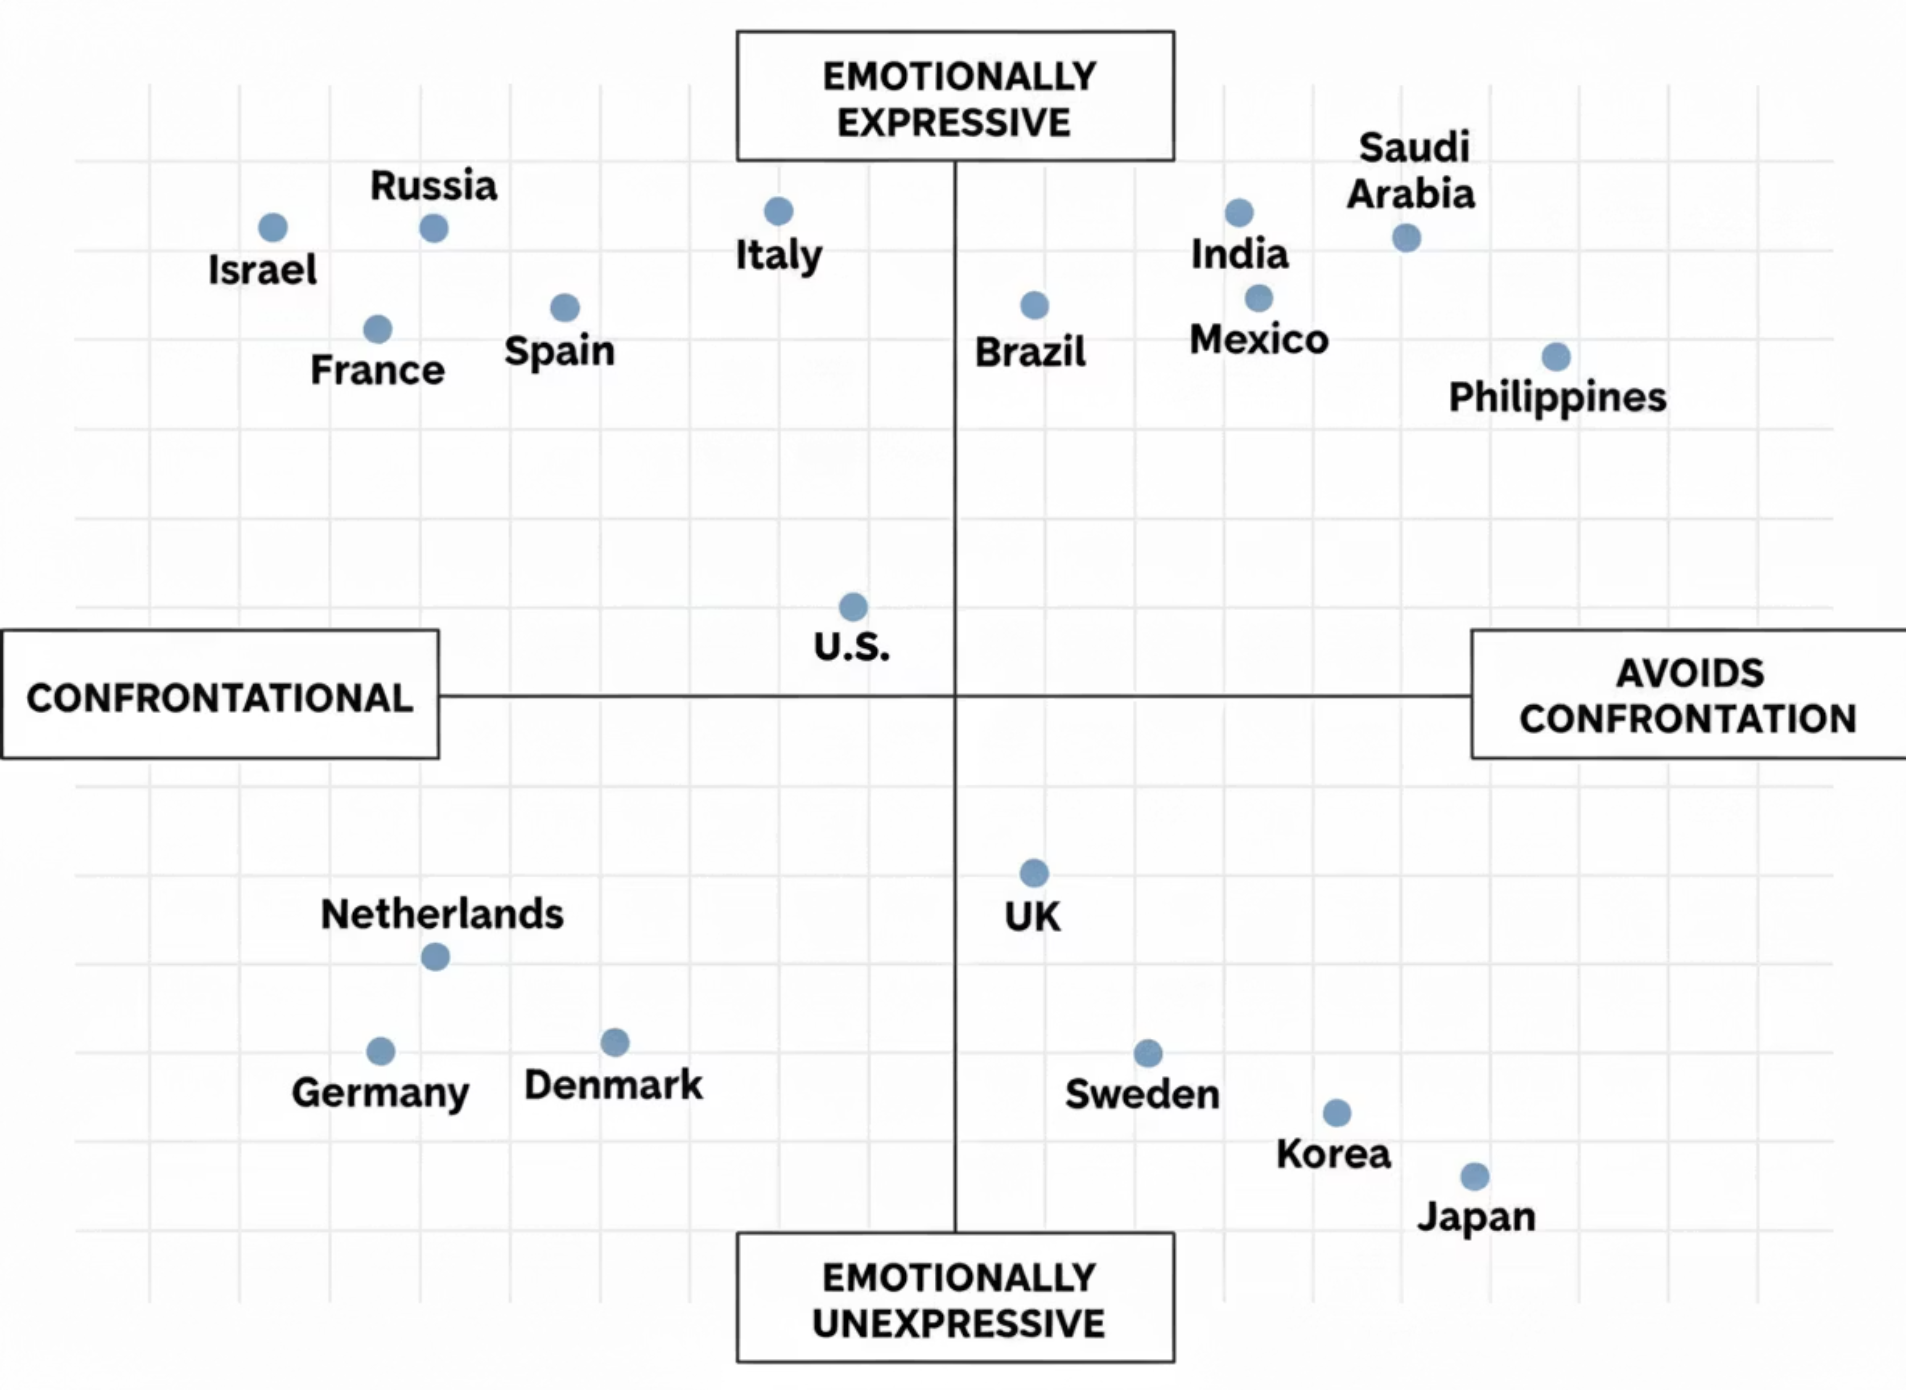 EMOTIONALLY
EXPRESSIVE
Saudi
Arabia
Russia
Israel
Italy
India
France
Spain
Brazil
Mexico
Philippines
U.S.
CONFRONTATIONAL
AVOIDS
CONFRONTATION
Netherlands
UK
Germany
Denmark
Sweden
Korea
Japan
EMOTIONALLY
UNEXPRESSIVE